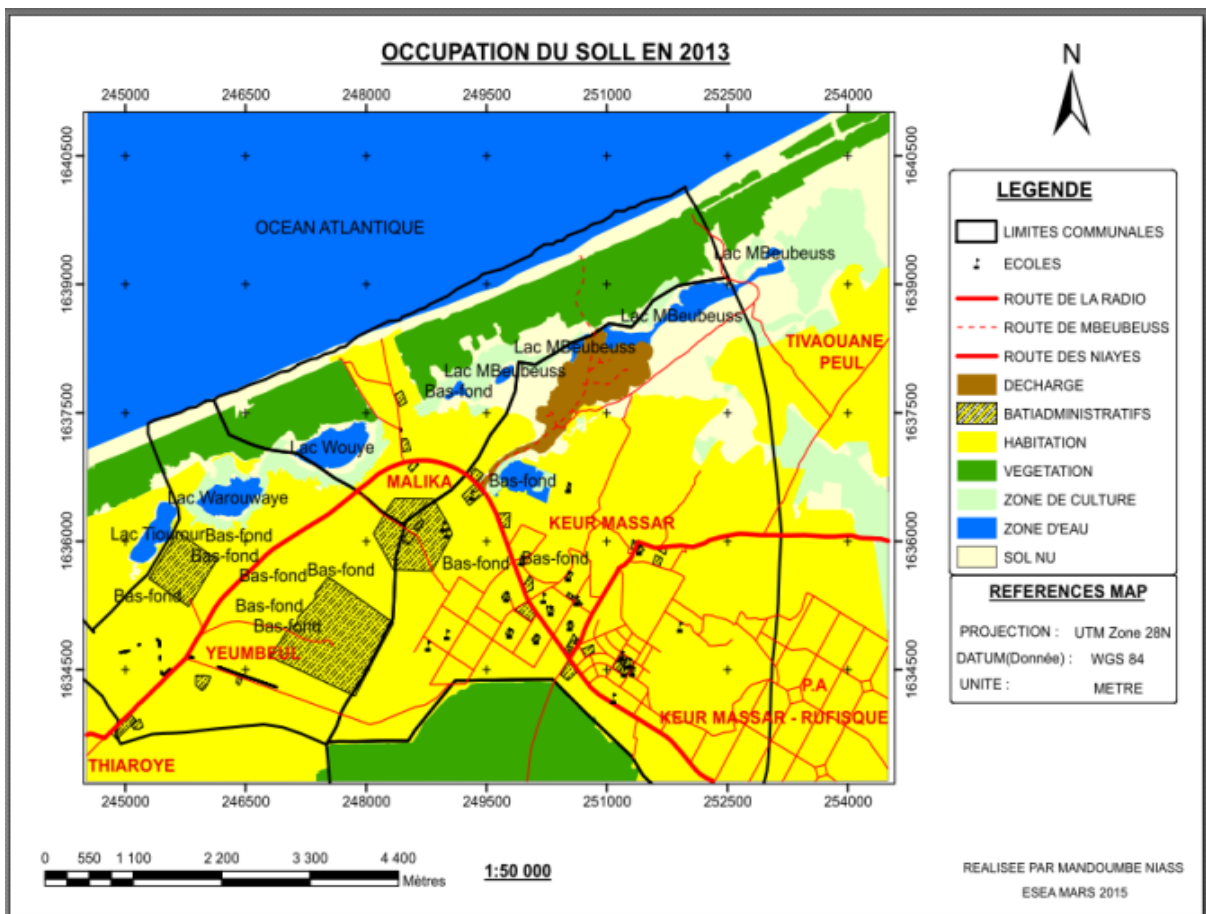 OCCUPATION DU SOLL EN 2013
N
245000 246500 248000 249500 251000 252500 254000
1640500 1640500
1639000 1639000
1637500 1637500
1636000 1636000
1634500 1634500
OCEAN ATLANTIQUE
Lac MBeubeuss
Lac MBeubeuss
Lac MBeubeuss
Lac MBeubeuss
Bas-fond
TIVAOUANE
PEUL
Lac Wouye
MALIKA
Bas-fond
Lac Warouwaye
KEUR MASSAR
Lac Tiourour
Bas-fond
Bas-fond
Bas-fond
Bas-fond
Bas-fond
Bas-fond
Bas-fond
Bas-fond
Bas-fond
Bas-fond
YEUMBEUL
P.A
KEUR MASSAR - RUFISQUE
THIAROYE
245000 246500 248000 249500 251000 252500 254000
LEGENDE
LIMITES COMMUNALES
ECOLES
ROUTE DE LA RADIO
ROUTE DE MBEUBEUSS
ROUTE DES NIAYES
DECHARGE
BATIADMINISTRATIFS
HABITATION
VEGETATION
ZONE DE CULTURE
ZONE D'EAU
SOL NU
REFERENCES MAP
PROJECTION : UTM Zone 28N
DATUM(Donnée) : WGS 84
UNITE : METRE
0 550 1 100 2 200 3 300 4 400
Mètres
1:50 000
REALISEE PAR MANDOUMBE NIASS
ESEA MARS 2015